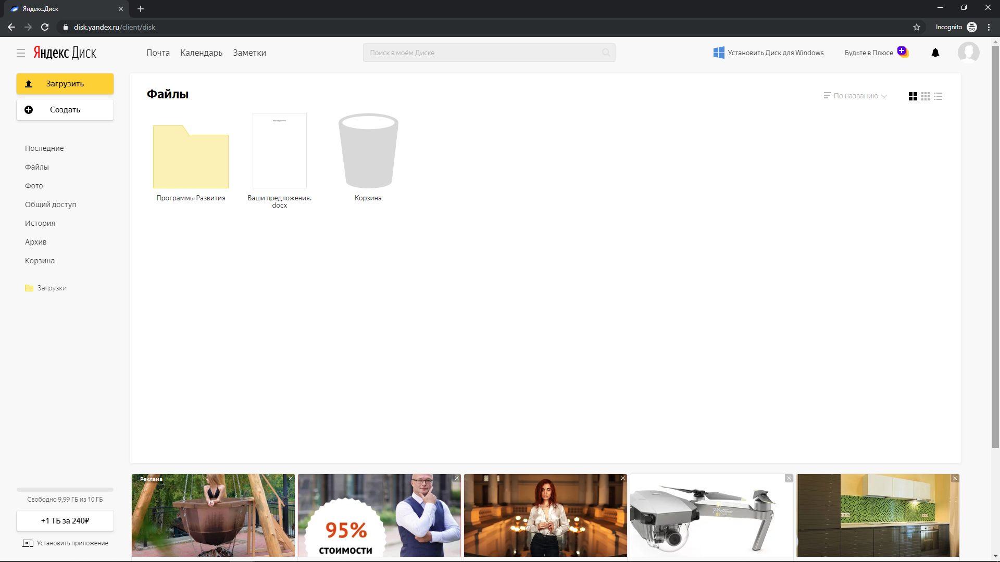 Яндекс.Диск
disk.yandex.ru/client/disk
Incognito
Яндекс Диск
Почта
Календарь
Заметки
Поиск в моём Диске
Установить Диск для Windows
Будьте в Плюсе
Загрузить
Создать
Последние
Файлы
Фото
Общий доступ
История
Архив
Корзина
Загрузки
Файлы
По названию
Программы Развития
Ваши предложения.
docx
Корзина
Свободно 9,99 ГБ из 10 ГБ
+1 ТБ за 240₽
Установить приложение
Реклама
95%
стоимости
Platinum